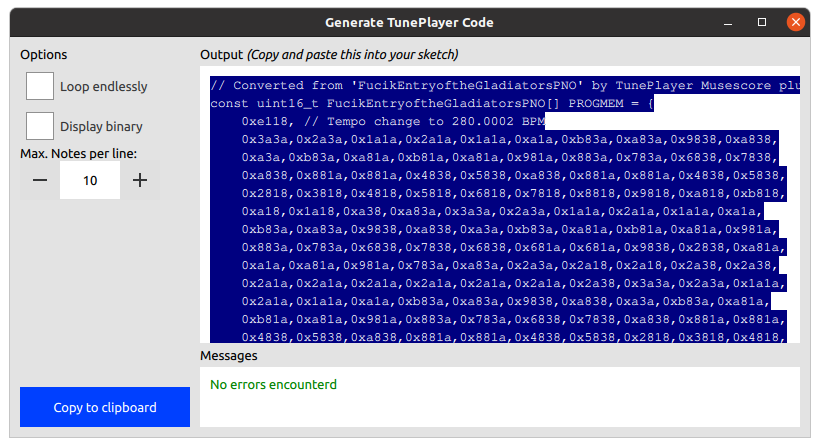 Generate TunePlayer Code
Options
Loop endlessly
Display binary
Max. Notes per line:
10
Output (Copy and paste this into your sketch)
// Converted from 'FucikEntryoftheGladiatorsPNO' by TunePlayer Musescore plu
const uint16_t FucikEntryoftheGladiatorsPNO[] PROGMEM = {
0xe118, // Tempo change to 280.0002 BPM
0x3a3a,0x2a3a,0x1a1a,0x2a1a,0x1a1a,0xa1a,0xb83a,0xa83a,0x9838,0xa838,
0xa3a,0xb83a,0xa81a,0xb81a,0xa81a,0x981a,0x883a,0x783a,0x6838,0x7838,
0xa838,0x881a,0x881a,0x4838,0x5838,0xa838,0x881a,0x881a,0x4838,0x5838,
0x2818,0x3818,0x4818,0x5818,0x6818,0x7818,0x8818,0x9818,0xa818,0xb818,
0xa18,0x1a18,0xa38,0xa83a,0x3a3a,0x2a3a,0x1a1a,0x2a1a,0x1a1a,0xa1a,
0xb83a,0xa83a,0x9838,0xa838,0xa3a,0xb83a,0xa81a,0xb81a,0xa81a,0x981a,
0x883a,0x783a,0x6838,0x7838,0x6838,0x681a,0x681a,0x9838,0x2838,0xa81a,
0xa1a,0xa81a,0x981a,0x783a,0xa83a,0x2a3a,0x2a18,0x2a18,0x2a38,0x2a38,
0x2a1a,0x2a1a,0x2a1a,0x2a1a,0x2a1a,0x2a1a,0x2a38,0x3a3a,0x2a3a,0x1a1a,
0x2a1a,0x1a1a,0xa1a,0xb83a,0xa83a,0x9838,0xa838,0xa3a,0xb83a,0xa81a,
0xb81a,0xa81a,0x981a,0x883a,0x783a,0x6838,0x7838,0xa838,0x881a,0x881a,
0x4838,0x5838,0xa838,0x881a,0x881a,0x4838,0x5838,0x2818,0x3818,0x4818,
Messages
No errors encounterd
Copy to clipboard